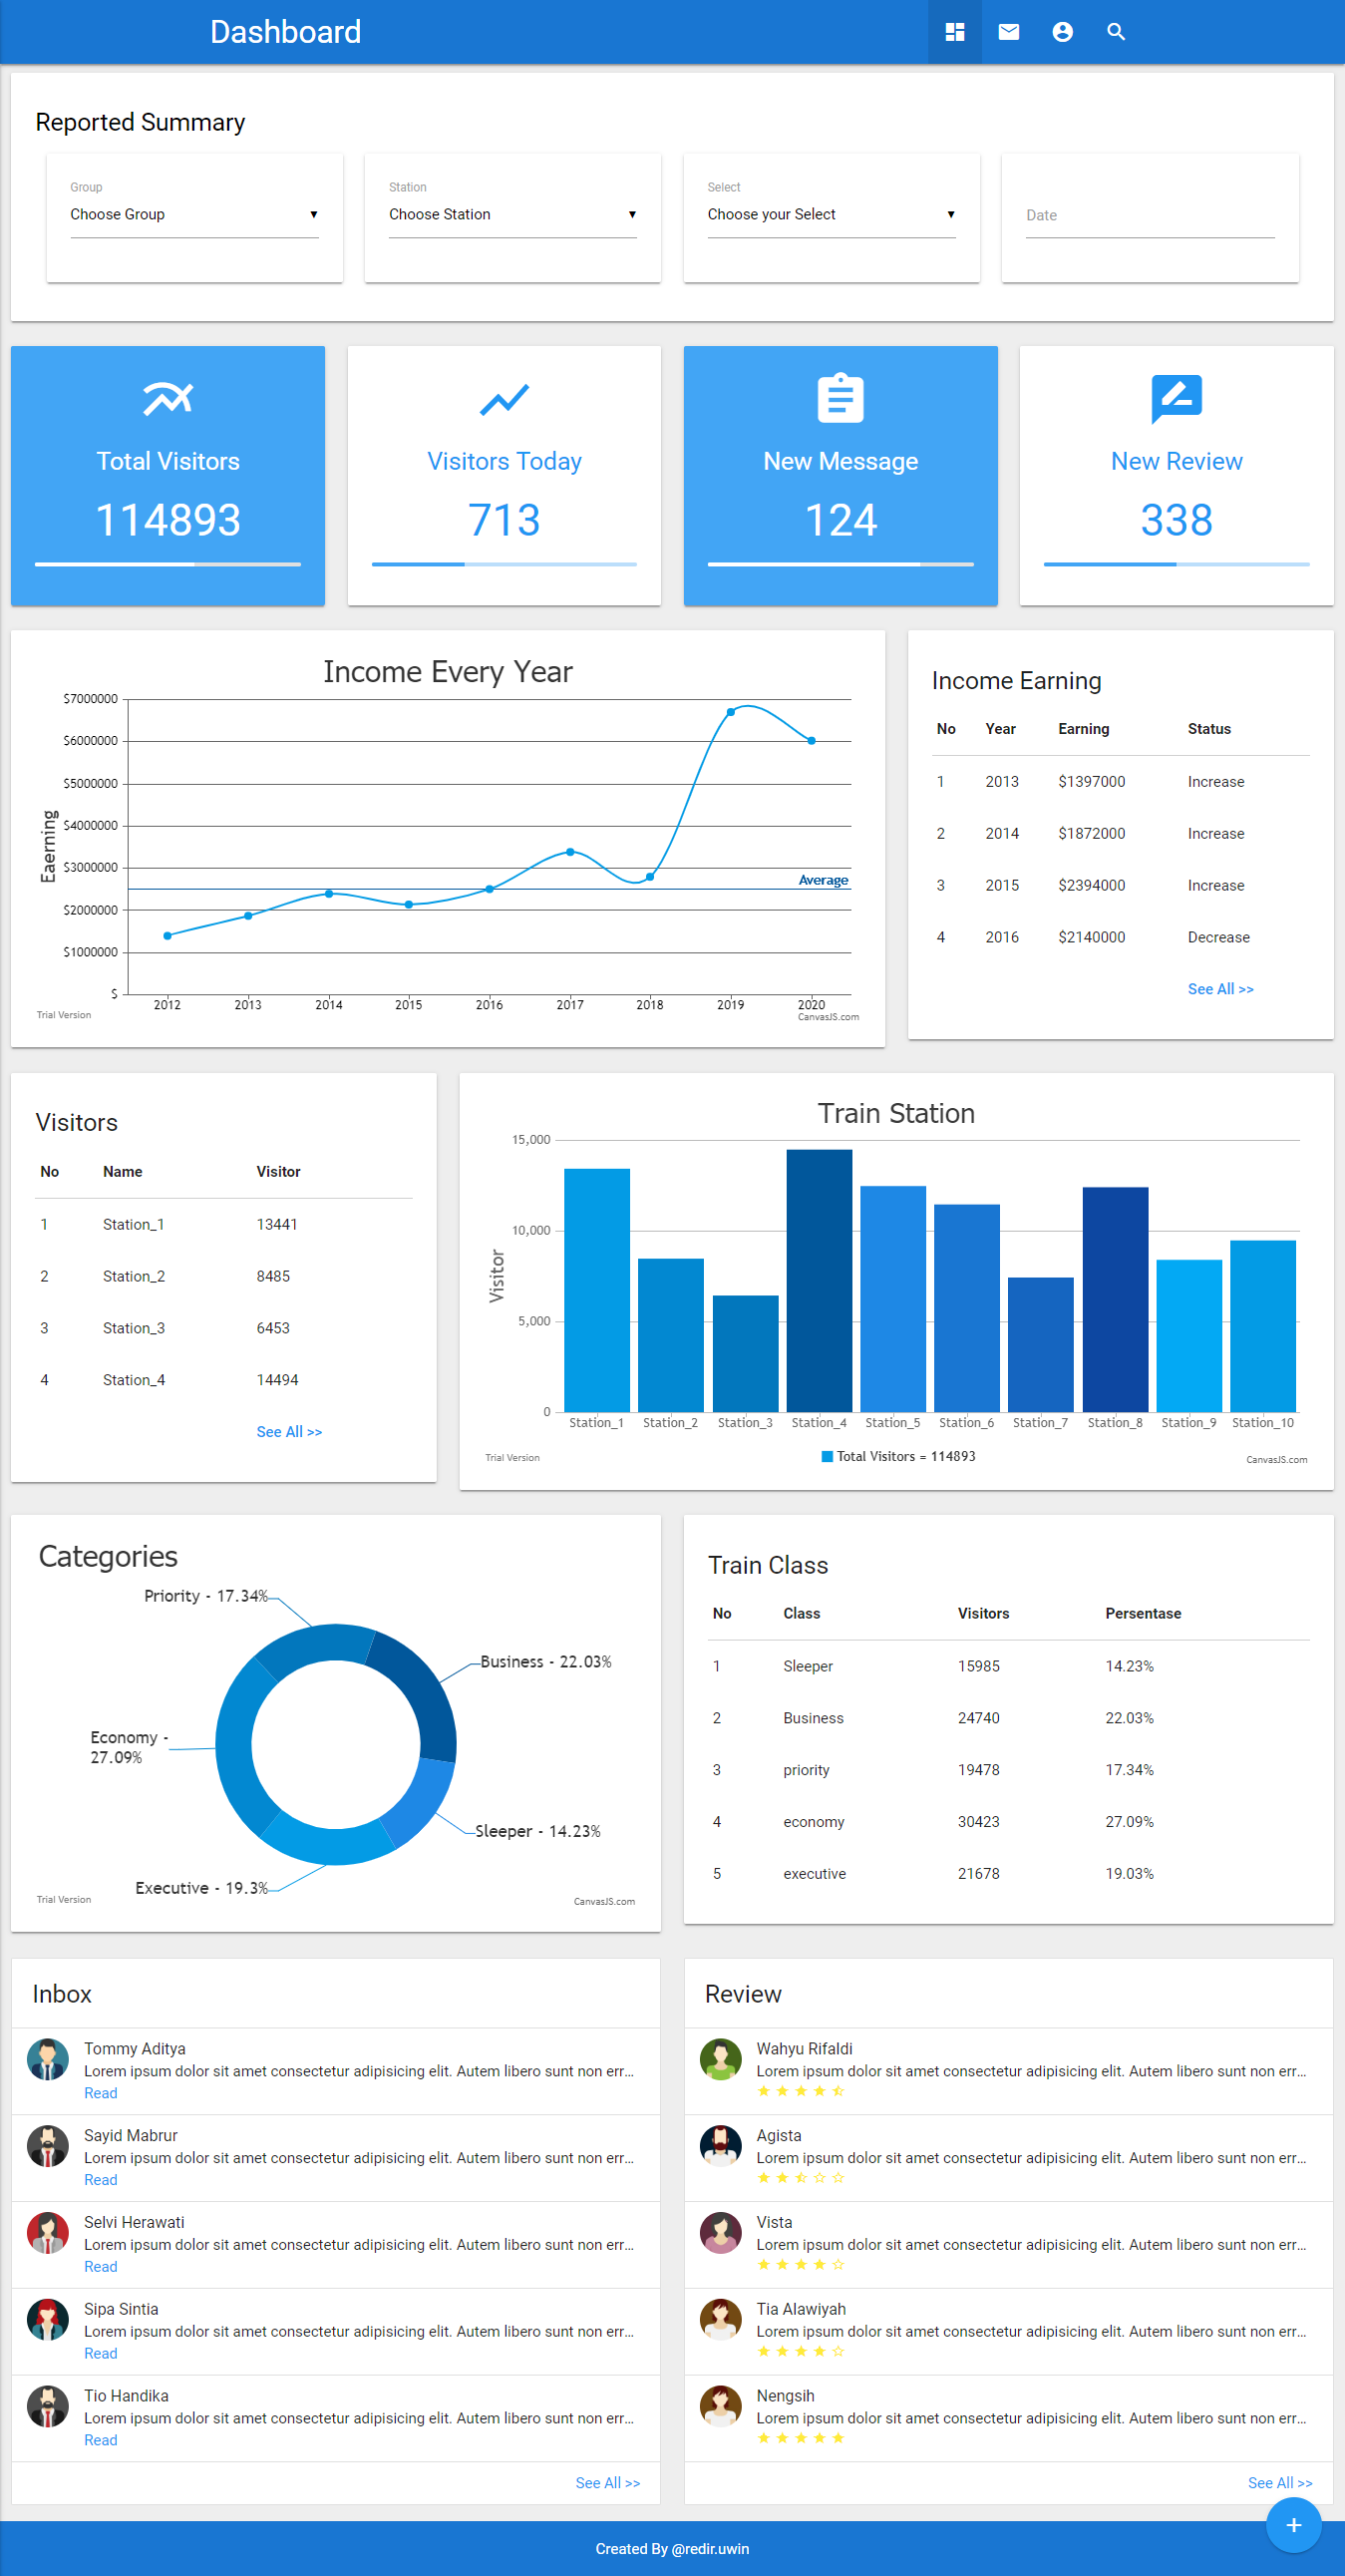 Dashboard
Reported Summary
Group
Choose Group
Station
Choose Station
Select
Choose your Select
Date
Total Visitors
114893
Visitors Today
713
New Message
124
New Review
338
Income Every Year
Eaerning
$7000000
$6000000
$5000000
$4000000
$3000000
$2000000
$1000000
$
Average
2012 2013 2014 2015 2016 2017 2018 2019 2020
Trial Version
CanvasJS.com
Income Earning
No Year Earning Status
1 2013 $1397000 Increase
2 2014 $1872000 Increase
3 2015 $2394000 Increase
4 2016 $2140000 Decrease
See All >>
Visitors
No Name Visitor
1 Station_1 13441
2 Station_2 8485
3 Station_3 6453
4 Station_4 14494
See All >>
Train Station
Visitor
15,000
10,000
5,000
0
Station_1 Station_2 Station_3 Station_4 Station_5 Station_6 Station_7 Station_8 Station_9 Station_10
Total Visitors = 114893
Trial Version
CanvasJS.com
Categories
Priority - 17.34%
Business - 22.03%
Economy -
27.09%
Sleeper - 14.23%
Executive - 19.3%
Trial Version
CanvasJS.com
Train Class
No Class Visitors Persentase
1 Sleeper 15985 14.23%
2 Business 24740 22.03%
3 priority 19478 17.34%
4 economy 30423 27.09%
5 executive 21678 19.03%
Inbox
Tommy Aditya
Lorem ipsum dolor sit amet consectetur adipisicing elit. Autem libero sunt non err...
Read
Sayid Mabrur
Lorem ipsum dolor sit amet consectetur adipisicing elit. Autem libero sunt non err...
Read
Selvi Herawati
Lorem ipsum dolor sit amet consectetur adipisicing elit. Autem libero sunt non err...
Read
Sipa Sintia
Lorem ipsum dolor sit amet consectetur adipisicing elit. Autem libero sunt non err...
Read
Tio Handika
Lorem ipsum dolor sit amet consectetur adipisicing elit. Autem libero sunt non err...
Read
See All >>
Review
Wahyu Rifaldi
Lorem ipsum dolor sit amet consectetur adipisicing elit. Autem libero sunt non err...
Agista
Lorem ipsum dolor sit amet consectetur adipisicing elit. Autem libero sunt non err...
Vista
Lorem ipsum dolor sit amet consectetur adipisicing elit. Autem libero sunt non err...
Tia Alawiyah
Lorem ipsum dolor sit amet consectetur adipisicing elit. Autem libero sunt non err...
Nengsih
Lorem ipsum dolor sit amet consectetur adipisicing elit. Autem libero sunt non err...
See All >>
+
Created By @redir.uwin